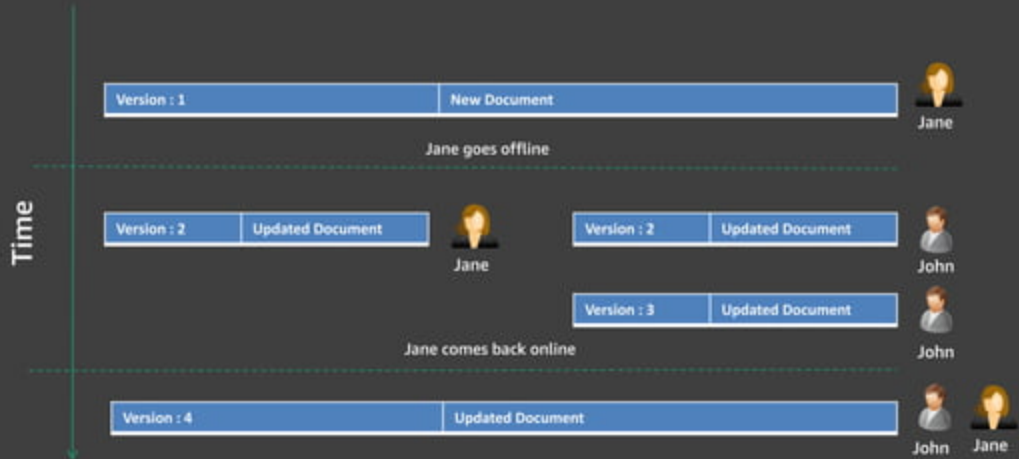 Version : 1 New Document
Jane
Jane goes offline
Time
Version : 2 Updated Document
Jane
Version : 2 Updated Document
John
Version : 3 Updated Document
John
Jane comes back online
Version : 4 Updated Document
John Jane